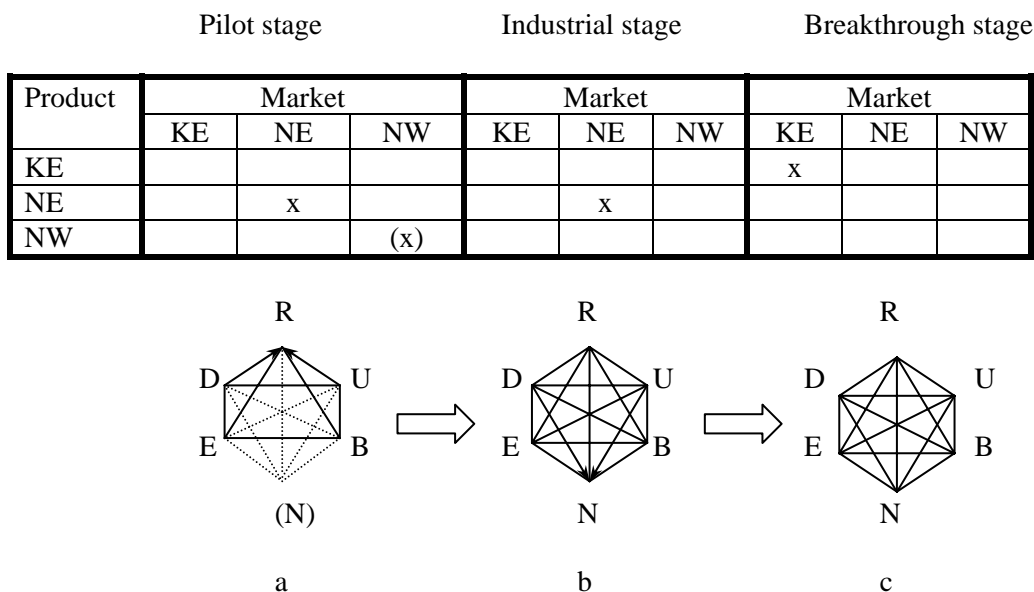 Pilot stage Industrial stage Breakthrough stage
Product Market Market Market
KE NE NW KE NE NW KE NE NW
KE x
NE x x
NW (x)
R R R
D U D U D U
E B E B E B
(N) N N
a b c